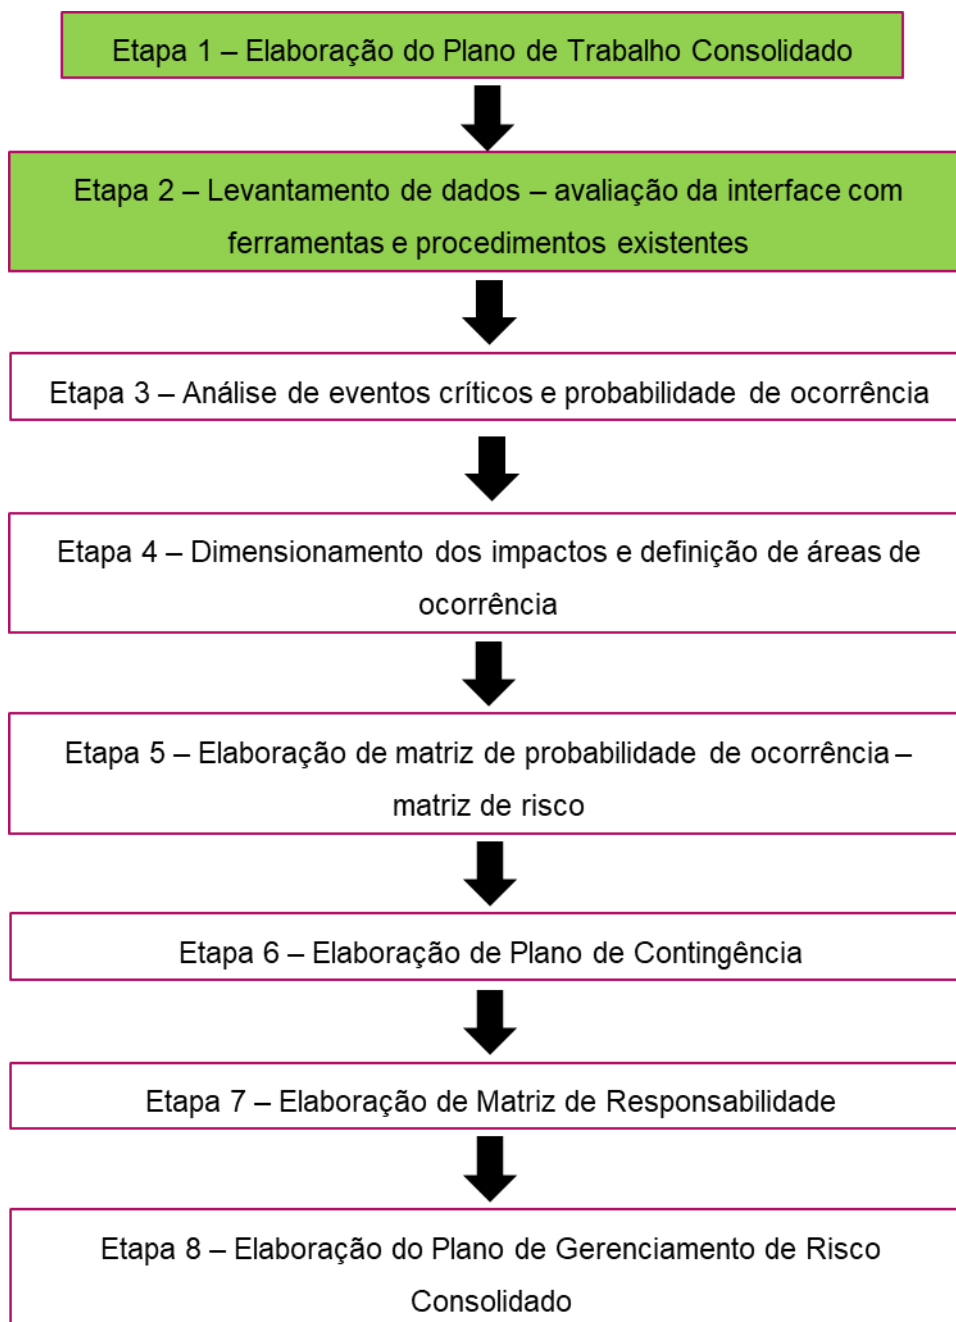 Etapa 1 – Elaboração do Plano de Trabalho Consolidado
Etapa 2 – Levantamento de dados – avaliação da interface com
ferramentas e procedimentos existentes
Etapa 3 – Análise de eventos críticos e probabilidade de ocorrência
Etapa 4 – Dimensionamento dos impactos e definição de áreas de
ocorrência
Etapa 5 – Elaboração de matriz de probabilidade de ocorrência –
matriz de risco
Etapa 6 – Elaboração de Plano de Contingência
Etapa 7 – Elaboração de Matriz de Responsabilidade
Etapa 8 – Elaboração do Plano de Gerenciamento de Risco
Consolidado